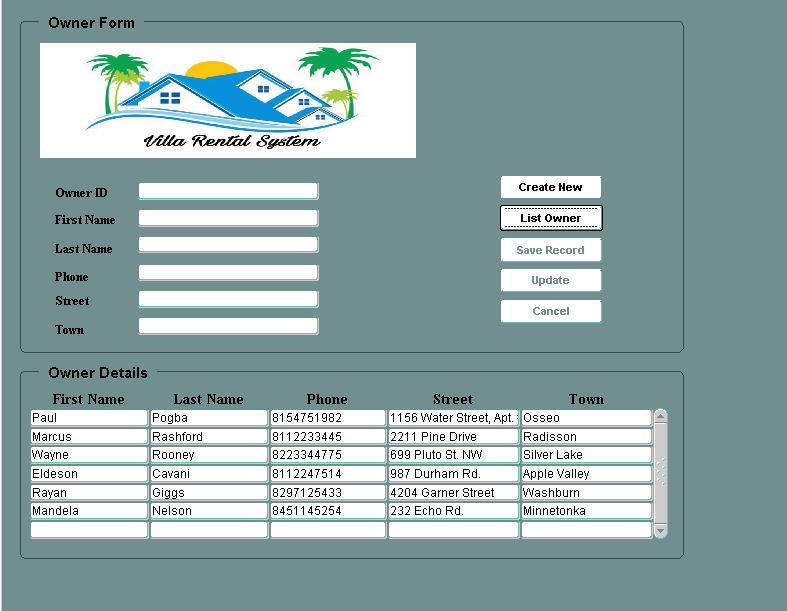 Owner Form
Villa Rental System
Owner ID
First Name
Last Name
Phone
Street
Town
Create New
List Owner
Save Record
Update
Cancel
Owner Details
First Name Last Name Phone Street Town
Paul Pogba 8154751982 1156 Water Street, Apt. Osseo
Marcus Rashford 8112233445 2211 Pine Drive Radisson
Wayne Rooney 8223344775 699 Pluto St. NW Silver Lake
Eldeson Cavani 8112247514 987 Durham Rd. Apple Valley
Rayan Giggs 8297125433 4204 Garner Street Washburn
Mandela Nelson 8451145254 232 Echo Rd. Minnetonka